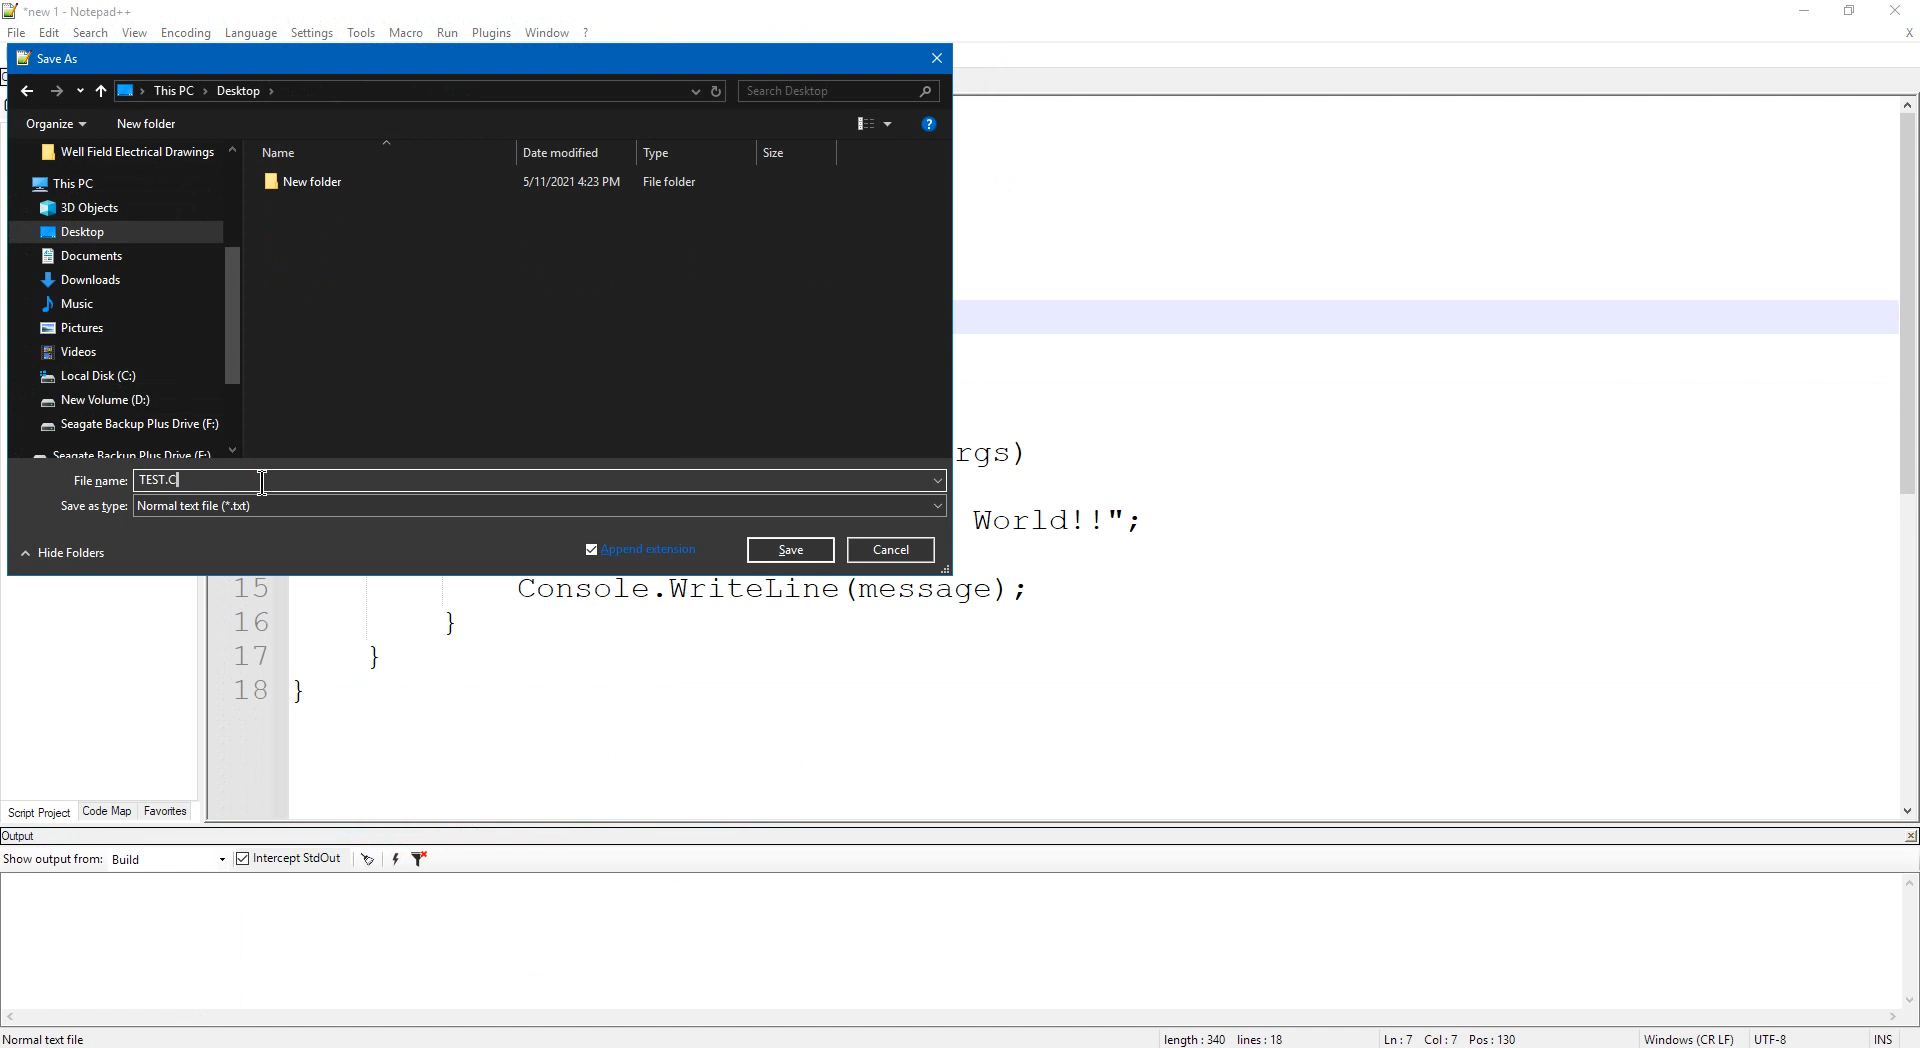 *new 1 - Notepad++
File Edit Search View Encoding Language Settings Tools Macro Run Plugins Window ? X
Save As
This PC Desktop
Search Desktop
Organize New folder
Well Field Electrical Drawings
This PC
3D Objects
Desktop
Documents
Downloads
Music
Pictures
Videos
Local Disk (C:)
New Volume (D:)
Seagate Backup Plus Drive (F:)
Seagate Backup Plus Drive (F:)
Name Date modified Type Size
New folder 5/11/2021 4:23 PM File folder
File name: TEST.C
Save as type: Normal text file (*.txt)
Hide Folders
Append extension
Save Cancel
rgs)
World!!";
15 Console.WriteLine(message);
16 }
17 }
18 }
Script Project Code Map Favorites
Output
Show output from: Build Intercept StdOut
Normal text file length : 340 lines : 18 Ln : 7 Col : 7 Pos : 130 Windows (CR LF) UTF-8 INS